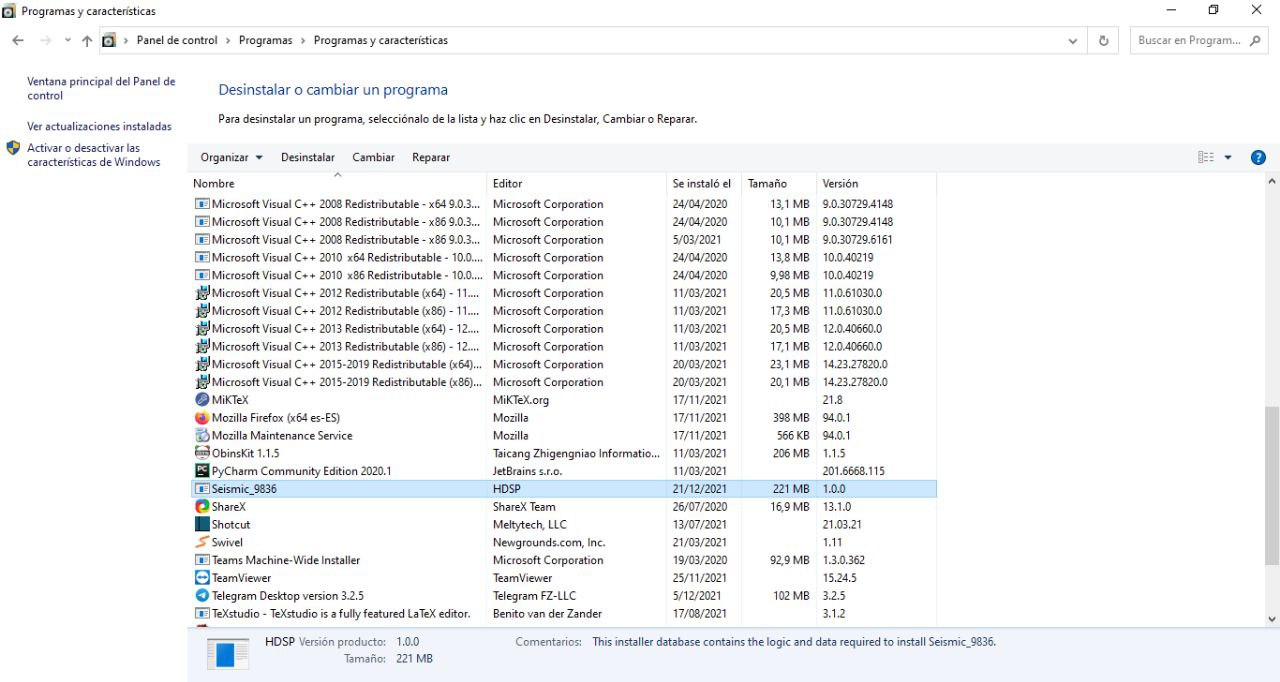 Programas y características
Panel de control > Programas > Programas y características
Buscar en Program...
Ventana principal del Panel de control
Ver actualizaciones instaladas
Activar o desactivar las características de Windows
Desinstalar o cambiar un programa
Para desinstalar un programa, selecciónalo de la lista y haz clic en Desinstalar, Cambiar o Reparar.
Organizar Desinstalar Cambiar Reparar
Nombre Editor Se instaló el Tamaño Versión
Microsoft Visual C++ 2008 Redistributable - x64 9.0.3... Microsoft Corporation 24/04/2020 13,1 MB 9.0.30729.4148
Microsoft Visual C++ 2008 Redistributable - x86 9.0.3... Microsoft Corporation 24/04/2020 10,1 MB 9.0.30729.4148
Microsoft Visual C++ 2008 Redistributable - x86 9.0.3... Microsoft Corporation 5/03/2021 10,1 MB 9.0.30729.6161
Microsoft Visual C++ 2010 x64 Redistributable - 10.0.... Microsoft Corporation 24/04/2020 13,8 MB 10.0.40219
Microsoft Visual C++ 2010 x86 Redistributable - 10.0.... Microsoft Corporation 24/04/2020 9,98 MB 10.0.40219
Microsoft Visual C++ 2012 Redistributable (x64) - 11.... Microsoft Corporation 11/03/2021 20,5 MB 11.0.61030.0
Microsoft Visual C++ 2012 Redistributable (x86) - 11.... Microsoft Corporation 11/03/2021 17,3 MB 11.0.61030.0
Microsoft Visual C++ 2013 Redistributable (x64) - 12.... Microsoft Corporation 11/03/2021 20,5 MB 12.0.40660.0
Microsoft Visual C++ 2013 Redistributable (x86) - 12.... Microsoft Corporation 11/03/2021 17,1 MB 12.0.40660.0
Microsoft Visual C++ 2015-2019 Redistributable (x64)... Microsoft Corporation 20/03/2021 23,1 MB 14.23.27820.0
Microsoft Visual C++ 2015-2019 Redistributable (x86)... Microsoft Corporation 20/03/2021 20,1 MB 14.23.27820.0
MiKTeX MiKTeX.org 17/11/2021 21.8
Mozilla Firefox (x64 es-ES) Mozilla 17/11/2021 398 MB 94.0.1
Mozilla Maintenance Service Mozilla 17/11/2021 566 KB 94.0.1
ObinsKit 1.1.5 Taicang Zhigengniao Informatio... 11/03/2021 206 MB 1.1.5
PyCharm Community Edition 2020.1 JetBrains s.r.o. 11/03/2021 201.6668.115
Seismic_9836 HDSP 21/12/2021 221 MB 1.0.0
ShareX ShareX Team 26/07/2020 16,9 MB 13.1.0
Shotcut Meltytech, LLC 13/07/2021 21.03.21
Swivel Newgrounds.com, Inc. 21/03/2021 1.11
Teams Machine-Wide Installer Microsoft Corporation 19/03/2020 92,9 MB 1.3.0.362
TeamViewer TeamViewer 25/11/2021 15.24.5
Telegram Desktop version 3.2.5 Telegram FZ-LLC 5/12/2021 102 MB 3.2.5
TeXstudio - TeXstudio is a fully featured LaTeX editor. Benito van der Zander 17/08/2021 3.1.2
HDSP Versión producto: 1.0.0 Comentarios: This installer database contains the logic and data required to install Seismic_9836.
Tamaño: 221 MB